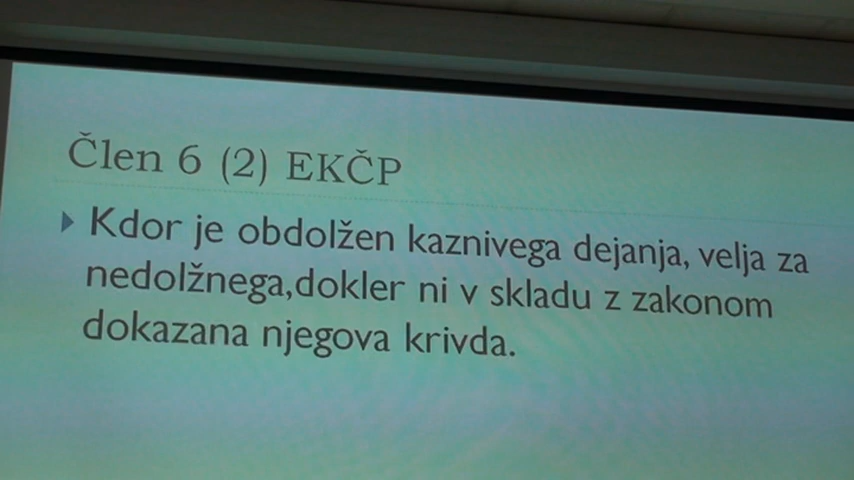 Člen 6 (2) EKČP
Kdor je obdolžen kaznivega dejanja, velja za
nedolžnega,dokler ni v skladu z zakonom
dokazana njegova krivda.